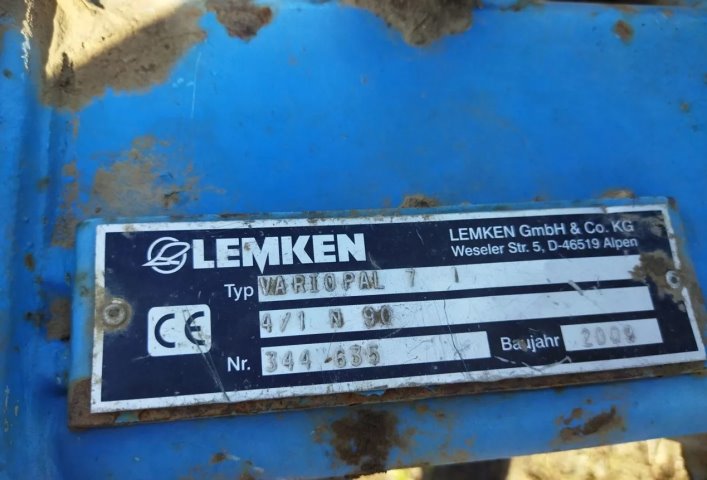 LEMKEN
LEMKEN GmbH & Co. KG
Weseler Str. 5, D-46519 Alpen
Typ VARIOPAL 7
4/1 N 90
CE
Nr. 344 635
Baujahr 2009